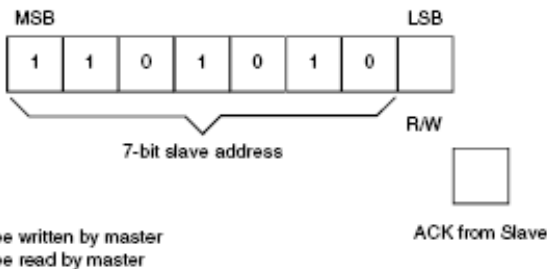 MSB LSB
1 1 0 1 0 1 0
R/W
7-bit slave address
ACK from Slave
written by master
read by master